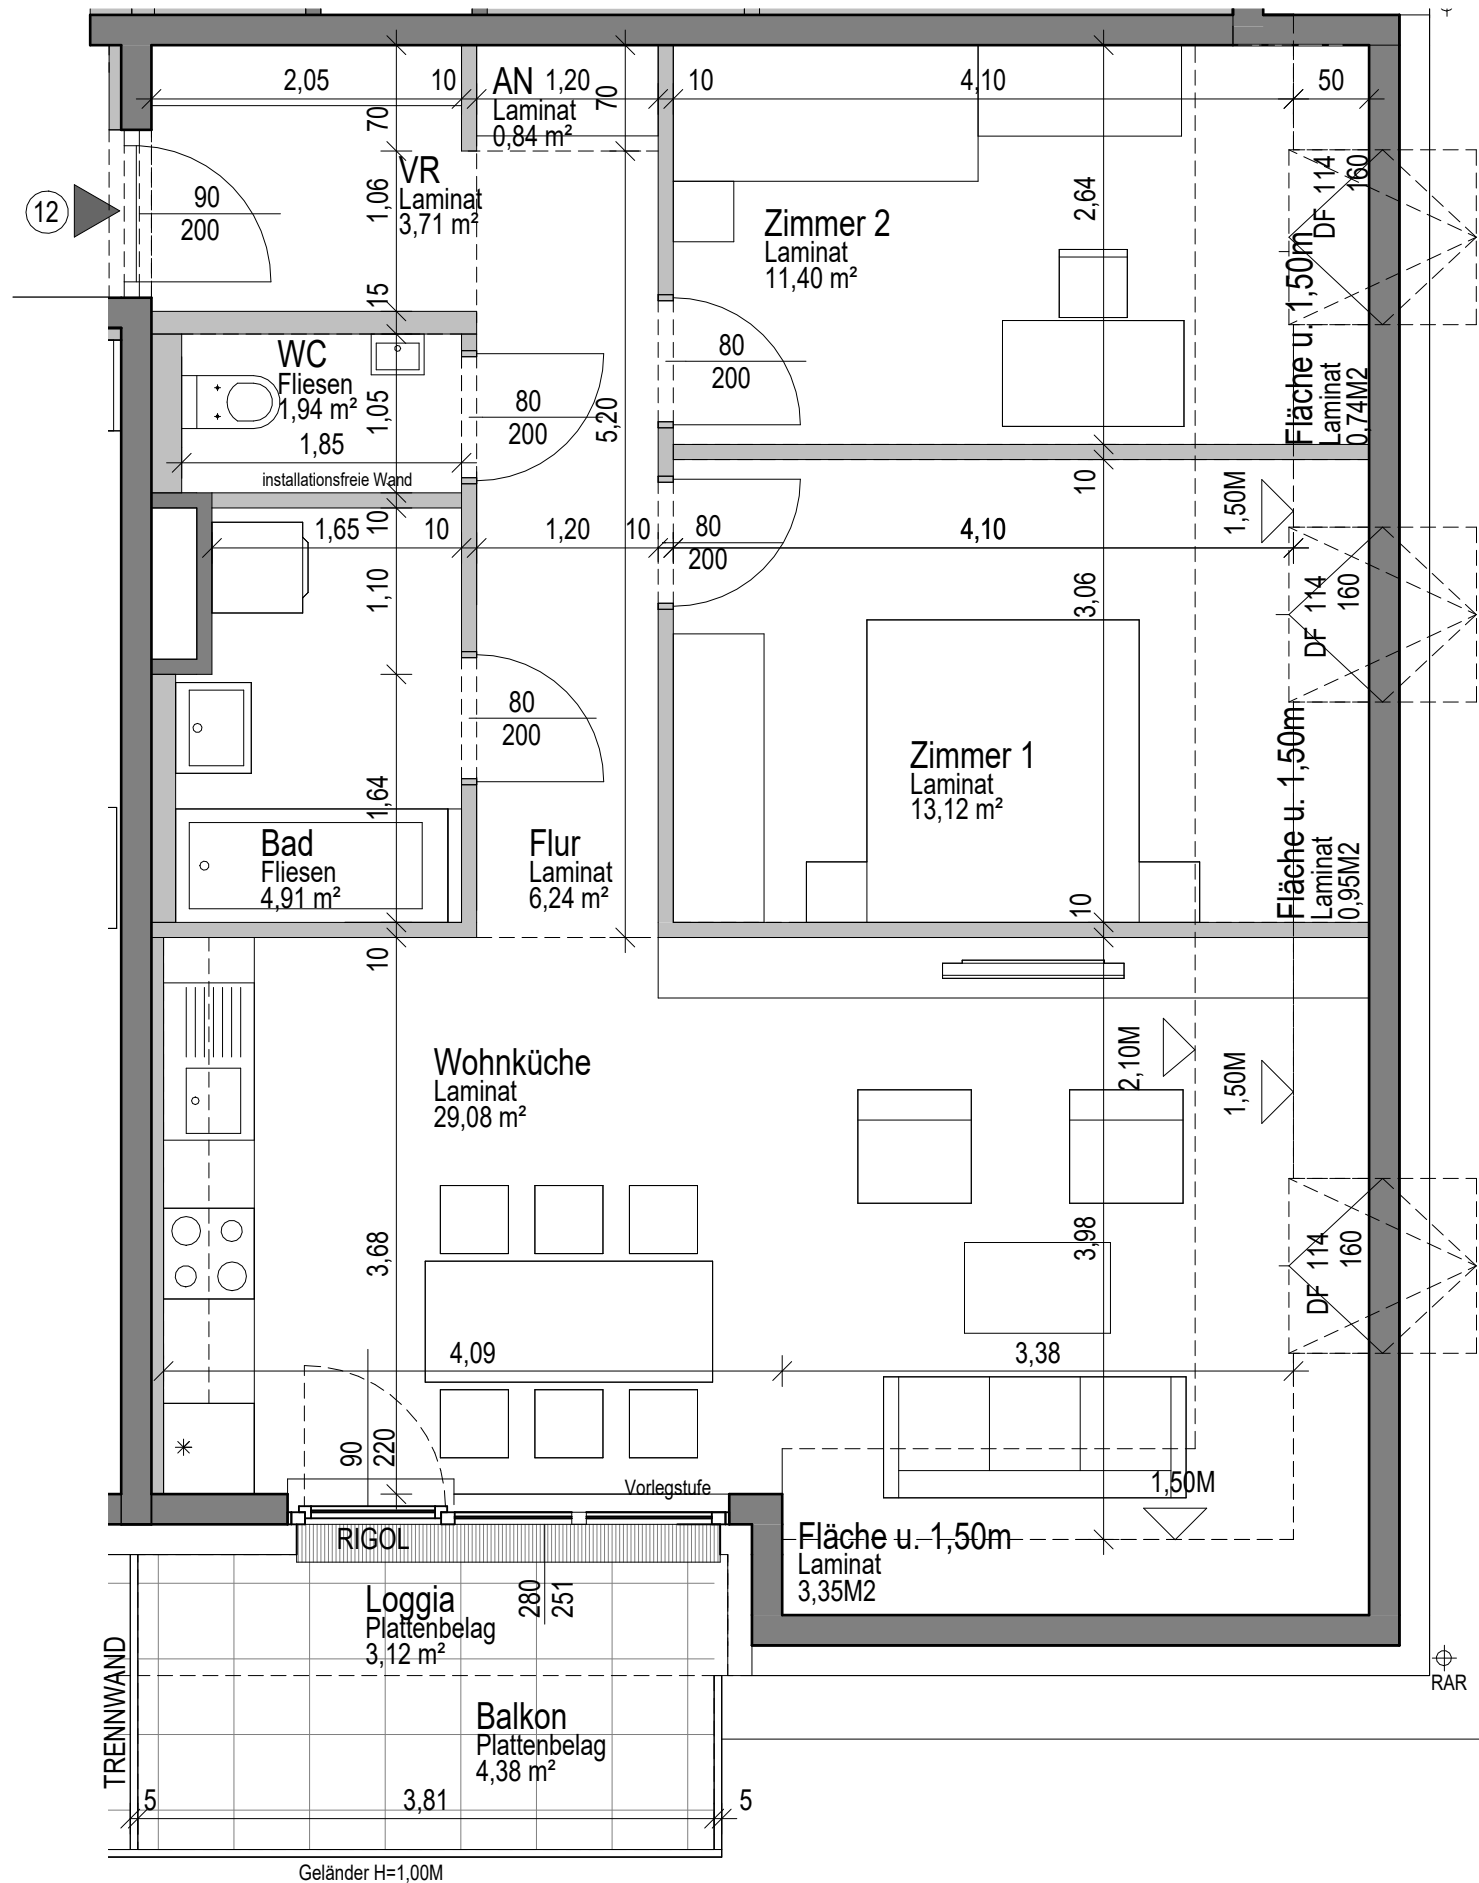 2,05
10
AN
Laminat
0,84 m²
1,20
70
10
4,10
50
70
VR
Laminat
3,71 m²
1,06
12
90
200
Zimmer 2
Laminat
11,40 m²
2,64
DF 114
160
Fläche u. 1,50m
Laminat
0,74M2
15
WC
Fliesen
1,94 m²
1,05
1,85
installationsfreie Wand
80
200
5,20
80
200
10
1,50M
10
1,65
10
1,20
10
80
200
4,10
1,10
3,06
DF 114
160
80
200
1,64
Zimmer 1
Laminat
13,12 m²
Fläche u. 1,50m
Laminat
0,95M2
Bad
Fliesen
4,91 m²
Flur
Laminat
6,24 m²
10
10
Wohnküche
Laminat
29,08 m²
2,10M
1,50M
3,68
3,98
DF 114
160
4,09
3,38
90
220
Vorlegstufe
1,50M
RIGOL
Fläche u. 1,50m
Laminat
3,35M2
280
251
Loggia
Plattenbelag
3,12 m²
TRENNWAND
RAR
Balkon
Plattenbelag
4,38 m²
5
3,81
5
Geländer H=1,00M